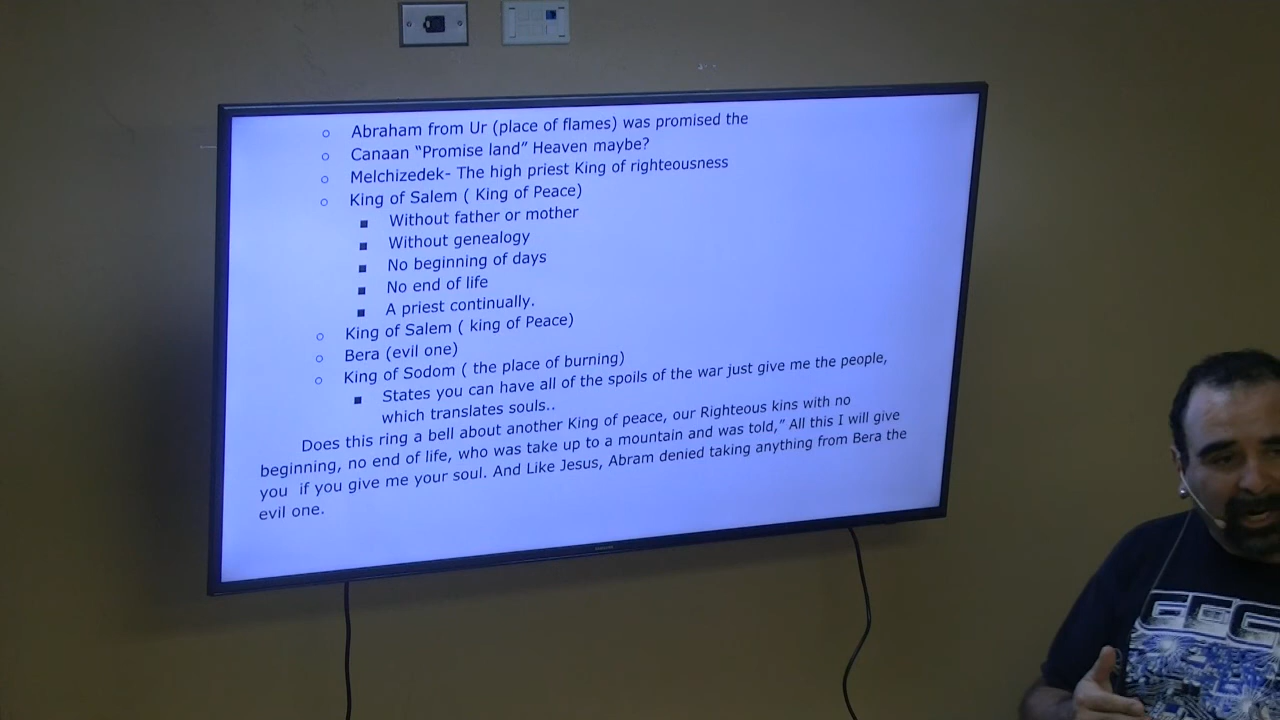 ○ Abraham from Ur (place of flames) was promised the
○ Canaan “Promise land” Heaven maybe?
○ Melchizedek- The high priest King of righteousness
○ King of Salem ( King of Peace)
■ Without father or mother
■ Without genealogy
■ No beginning of days
■ No end of life
■ A priest continually.
○ King of Salem ( king of Peace)
○ Bera (evil one)
○ King of Sodom ( the place of burning)
■ States you can have all of the spoils of the war just give me the people,
which translates souls..
Does this ring a bell about another King of peace, our Righteous kins with no
beginning, no end of life, who was take up to a mountain and was told,” All this I will give
you if you give me your soul. And Like Jesus, Abram denied taking anything from Bera the
evil one.